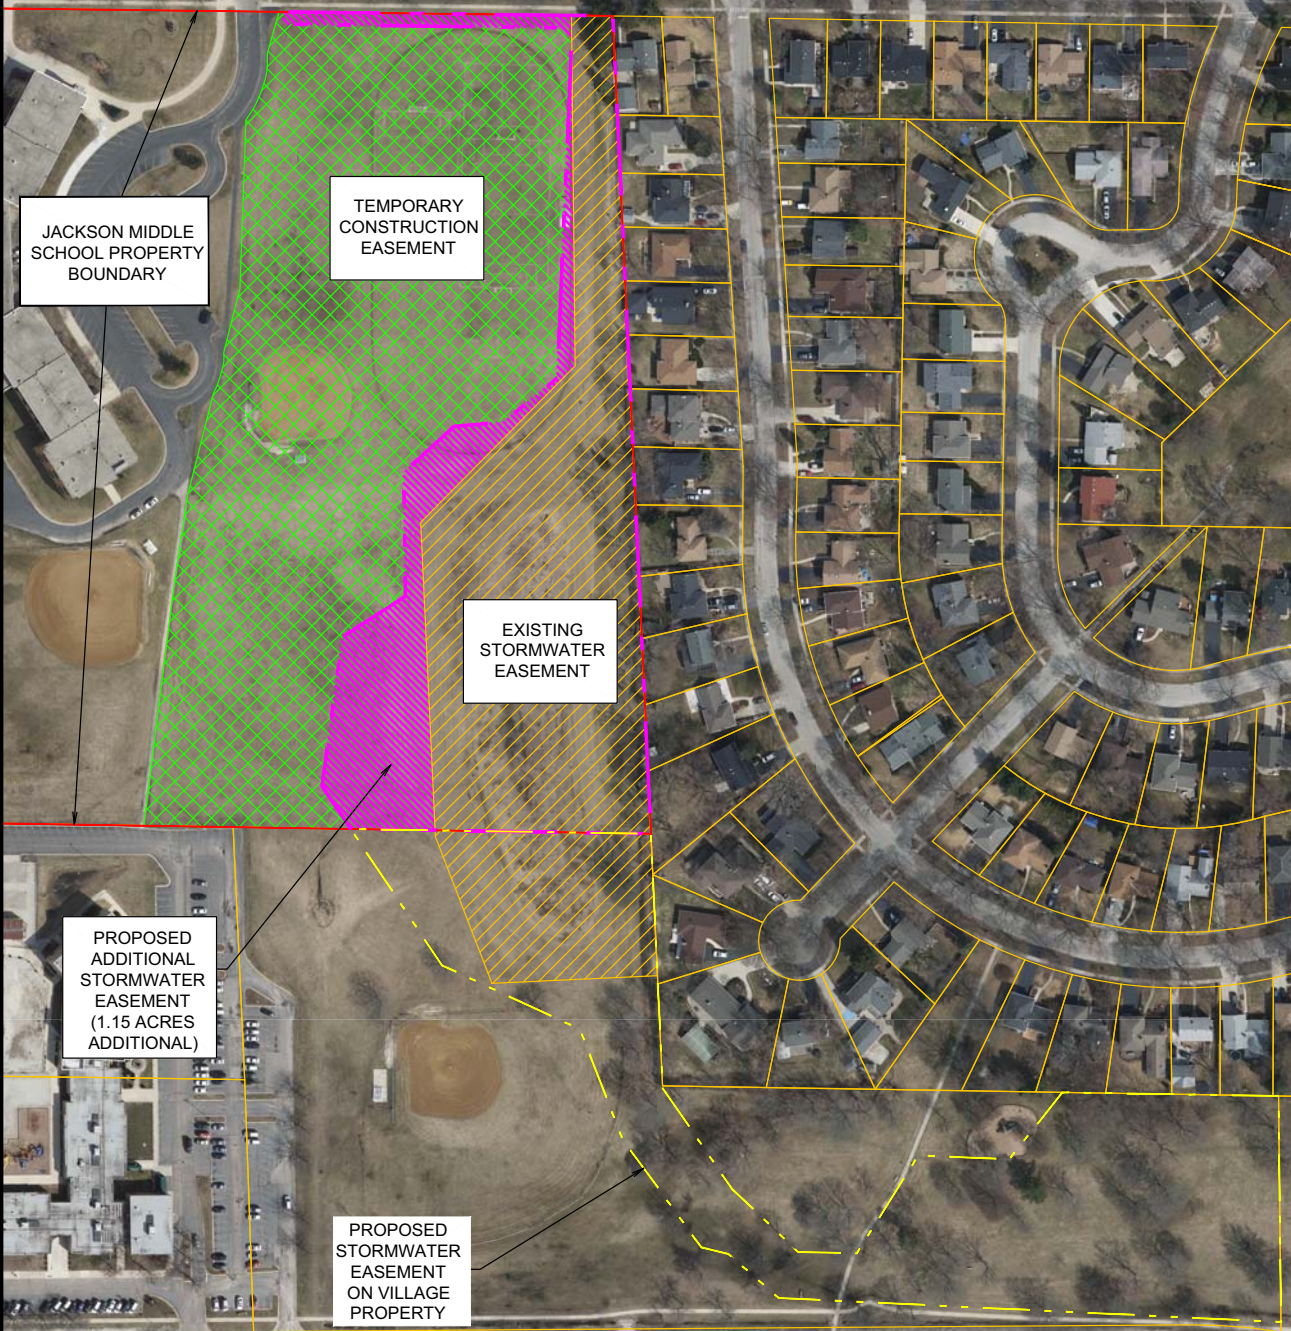 JACKSON MIDDLE
SCHOOL PROPERTY
BOUNDARY
TEMPORARY
CONSTRUCTION
EASEMENT
EXISTING
STORMWATER
EASEMENT
PROPOSED
ADDITIONAL
STORMWATER
EASEMENT
(1.15 ACRES
ADDITIONAL)
PROPOSED
STORMWATER
EASEMENT
ON VILLAGE
PROPERTY